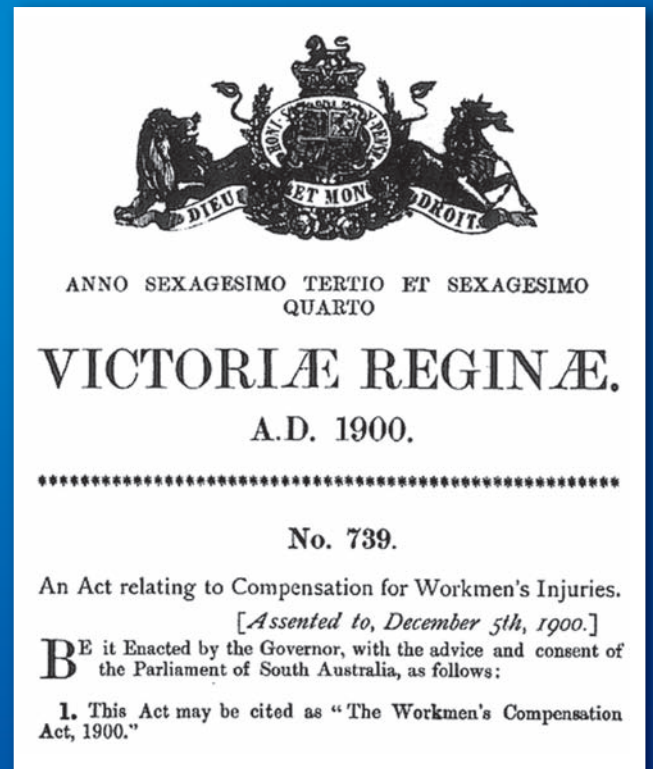 HONI
DIEU ET MON DROIT.
ANNO SEXAGESIMO TERTIO ET SEXAGESIMO
QUARTO
VICTORIÆ REGINÆ.
A.D. 1900.
No. 739.
An Act relating to Compensation for Workmen's Injuries.
[Assented to, December 5th, 1900.]
BE it Enacted by the Governor, with the advice and consent of
the Parliament of South Australia, as follows:
1. This Act may be cited as "The Workmen's Compensation
Act, 1900."